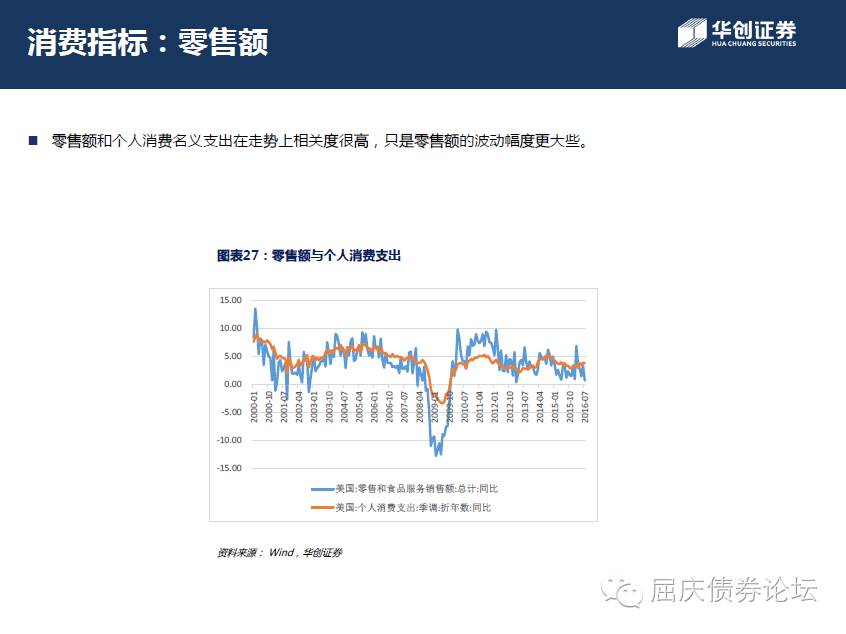 消费指标：零售额
华创证券
HUA CHUANG SECURITIES
■ 零售额和个人消费名义支出在走势上相关度很高，只是零售额的波动幅度更大些。
图表27：零售额与个人消费支出
15.00
10.00
5.00
0.00
-5.00
-10.00
-15.00
2000-01 2000-10 2001-07 2002-04 2003-01 2003-10 2004-07 2005-04 2006-01 2006-10 2007-07 2008-04 2009-01 2009-10 2010-07 2011-04 2012-01 2012-10 2013-07 2014-04 2015-01 2015-10 2016-07
美国:零售和食品服务销售额:总计:同比
美国:个人消费支出:季调:折年数:同比
资料来源：Wind，华创证券
屈庆债券论坛